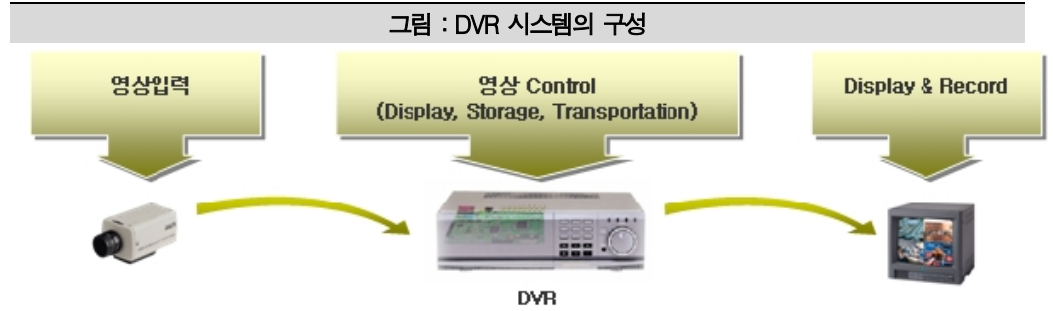 그림 : DVR 시스템의 구성
영상입력
영상 Control
(Display, Storage, Transportation)
Display & Record
DVR